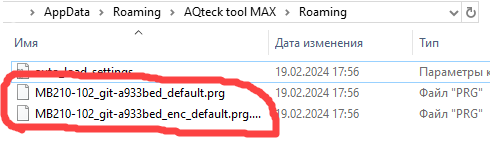 AppData > Roaming > AQteck tool MAX > Roaming
Имя Дата изменения Тип
auto_load_settings 19.02.2024 17:56 Параметры к
MB210-102_git-a933bed_default.prg 19.02.2024 17:56 Файл "PRG"
MB210-102_git-a933bed_enc_default.prg.... 19.02.2024 17:56 Файл "PRG"